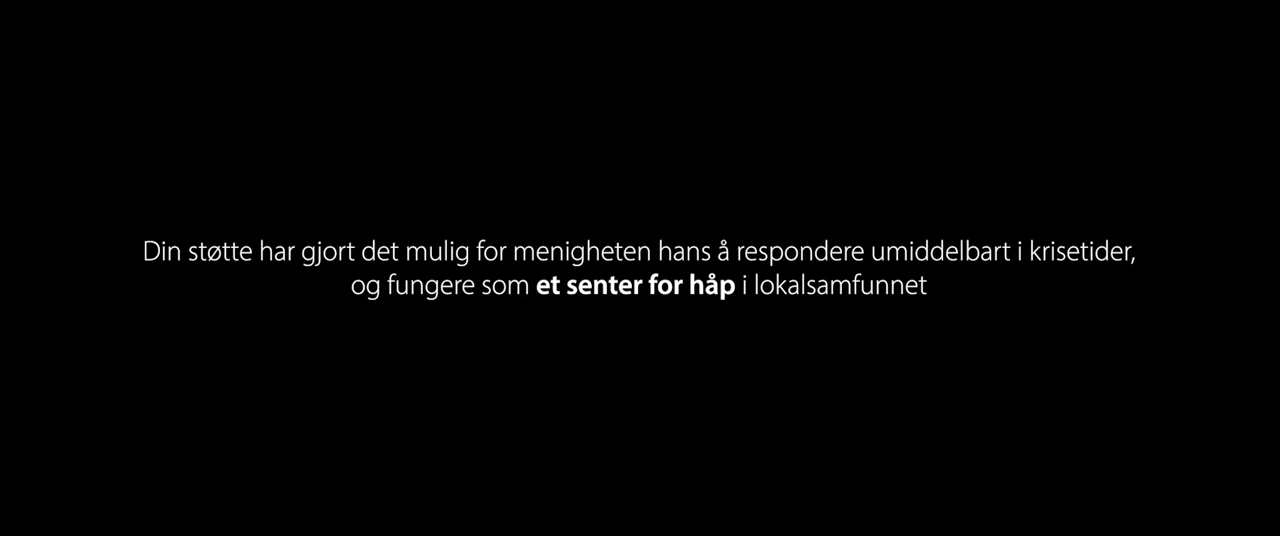 Din støtte har gjort det mulig for menigheten hans å respondere umiddelbart i krisetider,
og fungere som et senter for håp i lokalsamfunnet